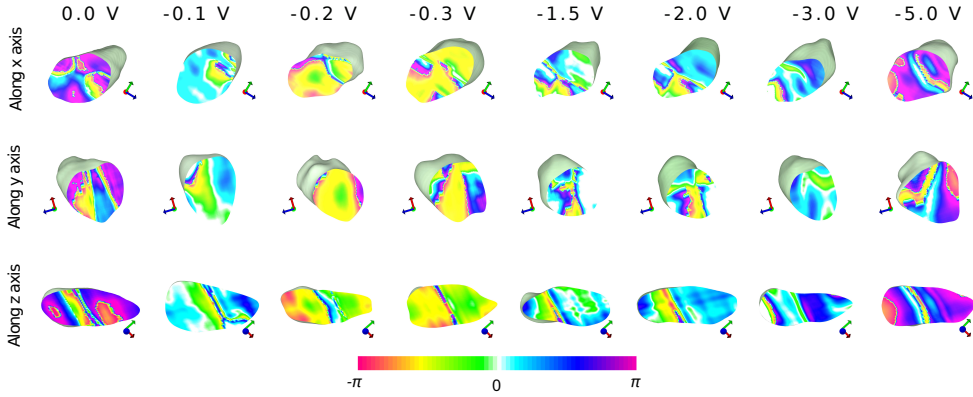 0.0 V -0.1 V -0.2 V -0.3 V -1.5 V -2.0 V -3.0 V -5.0 V
Along x axis
Along y axis
Along z axis
-π 0 π